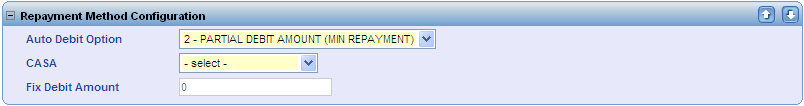 Repayment Method Configuration
Auto Debit Option 2 - PARTIAL DEBIT AMOUNT (MIN REPAYMENT)
CASA - select -
Fix Debit Amount 0